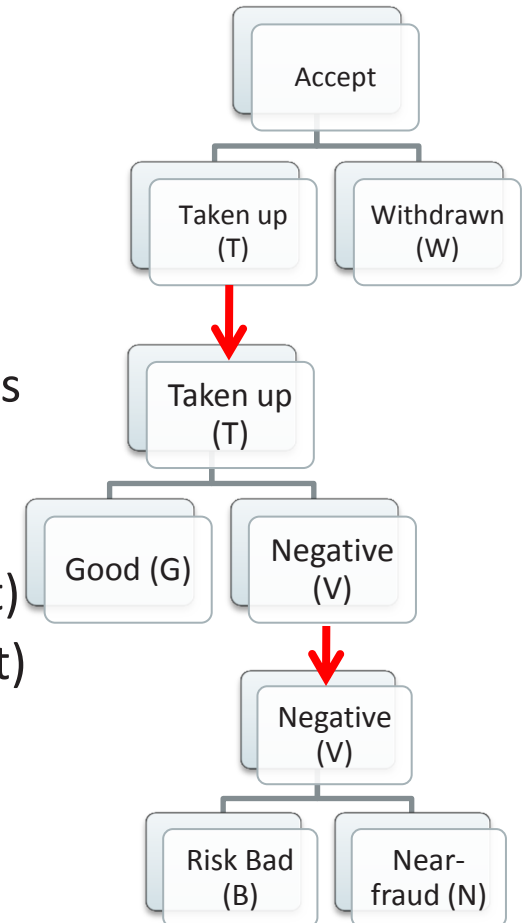 Accept
Taken up
(T)
Withdrawn
(W)
s
Taken up
(T)
Good (G)
Negative
(V)
t)
t)
Negative
(V)
Risk Bad
(B)
Near-
fraud (N)